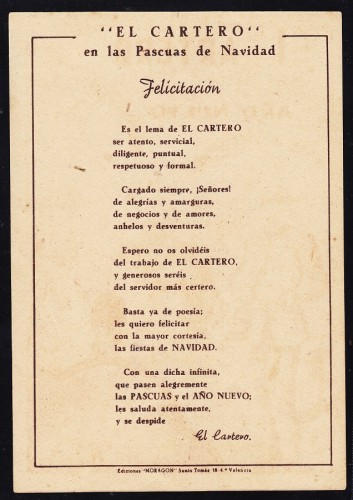 "EL CARTERO"
en las Pascuas de Navidad
Felicitación
Es el lema de EL CARTERO
ser atento, servicial,
diligente, puntual,
respetuoso y formal.
Cargado siempre, ¡Señores!
de alegrías y amarguras,
de negocios y de amores,
anhelos y desventuras.
Espero no os olvidéis
del trabajo de EL CARTERO,
y generosos seréis
del servidor más certero.
Basta ya de poesía;
les quiero felicitar
con la mayor cortesía,
las fiestas de NAVIDAD.
Con una dicha infinita,
que pasen alegremente
las PASCUAS y el AÑO NUEVO;
les saluda atentamente,
y se despide
El Cartero.
Ediciones "MORAGON" Santo Tomás 18-4.ª Valencia